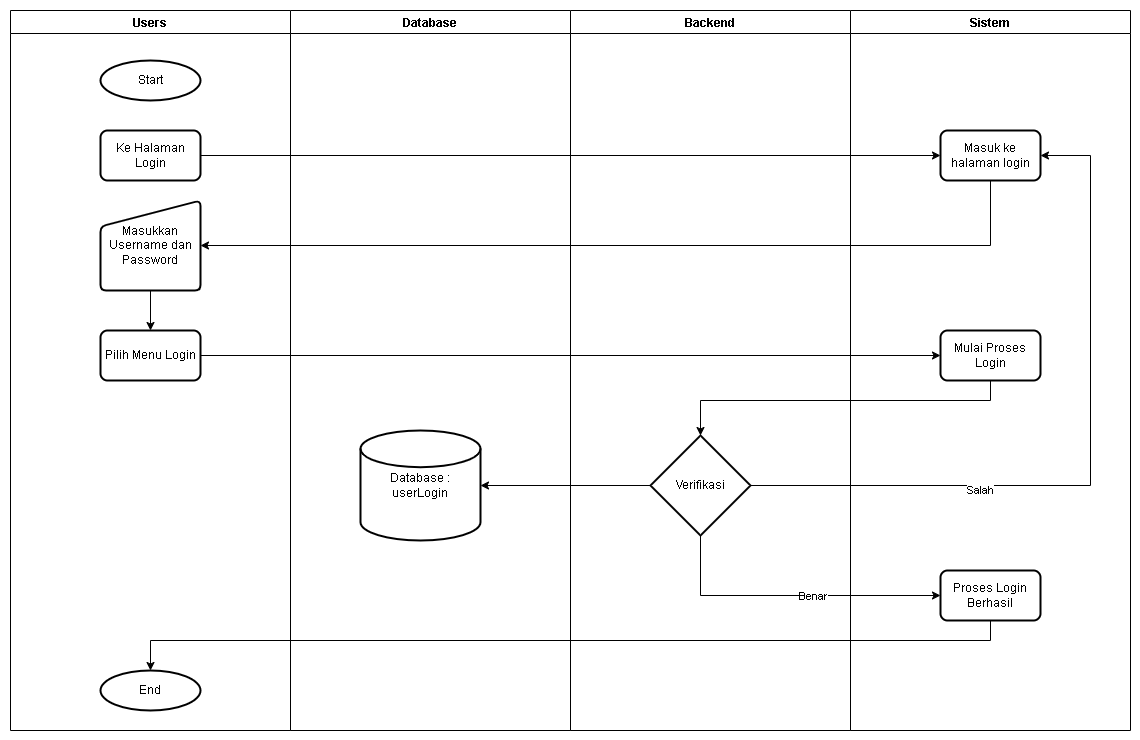 Users
Database
Backend
Sistem
Start
Ke Halaman
Login
Masuk ke
halaman login
Masukkan
Username dan
Password
Pilih Menu Login
Mulai Proses
Login
Database :
userLogin
Verifikasi
Salah
Benar
Proses Login
Berhasil
End